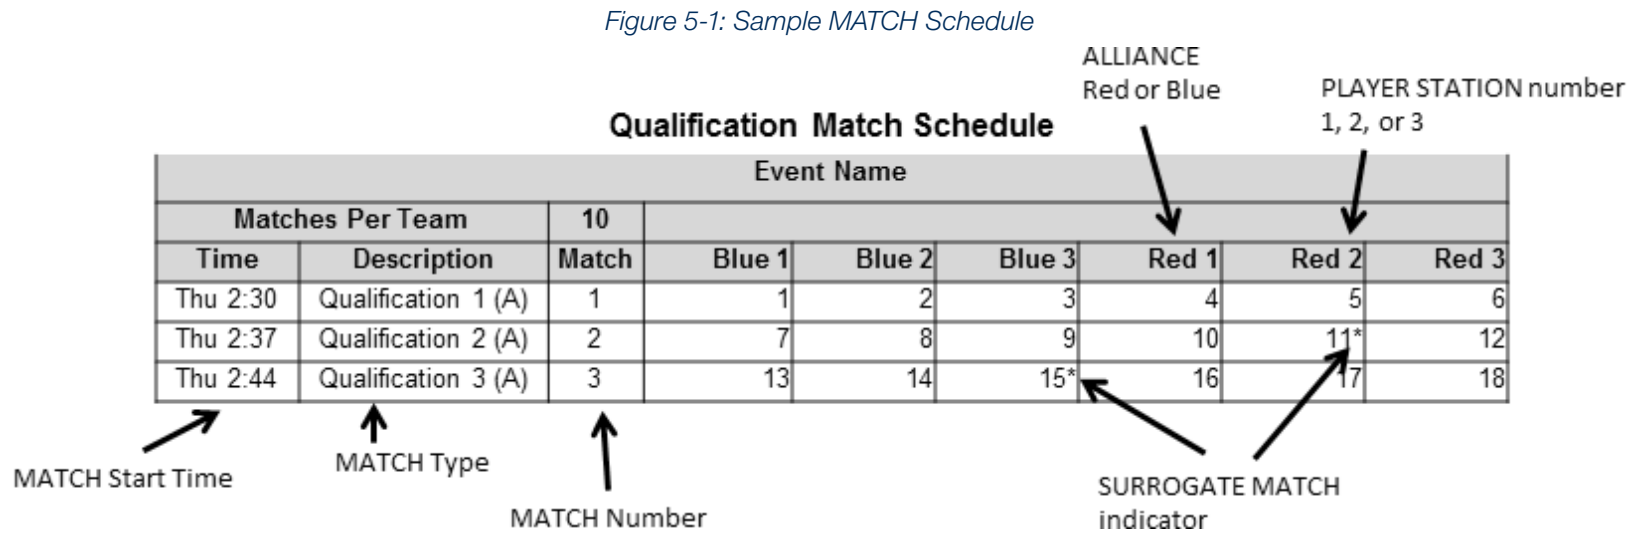 Figure 5-1: Sample MATCH Schedule
ALLIANCE
Red or Blue
PLAYER STATION number
1, 2, or 3
Qualification Match Schedule
Event Name
Matches Per Team 10
Time Description Match Blue 1 Blue 2 Blue 3 Red 1 Red 2 Red 3
Thu 2:30 Qualification 1 (A) 1 1 2 3 4 5 6
Thu 2:37 Qualification 2 (A) 2 7 8 9 10 11* 12
Thu 2:44 Qualification 3 (A) 3 13 14 15* 16 17 18
MATCH Start Time
MATCH Type
MATCH Number
SURROGATE MATCH
indicator